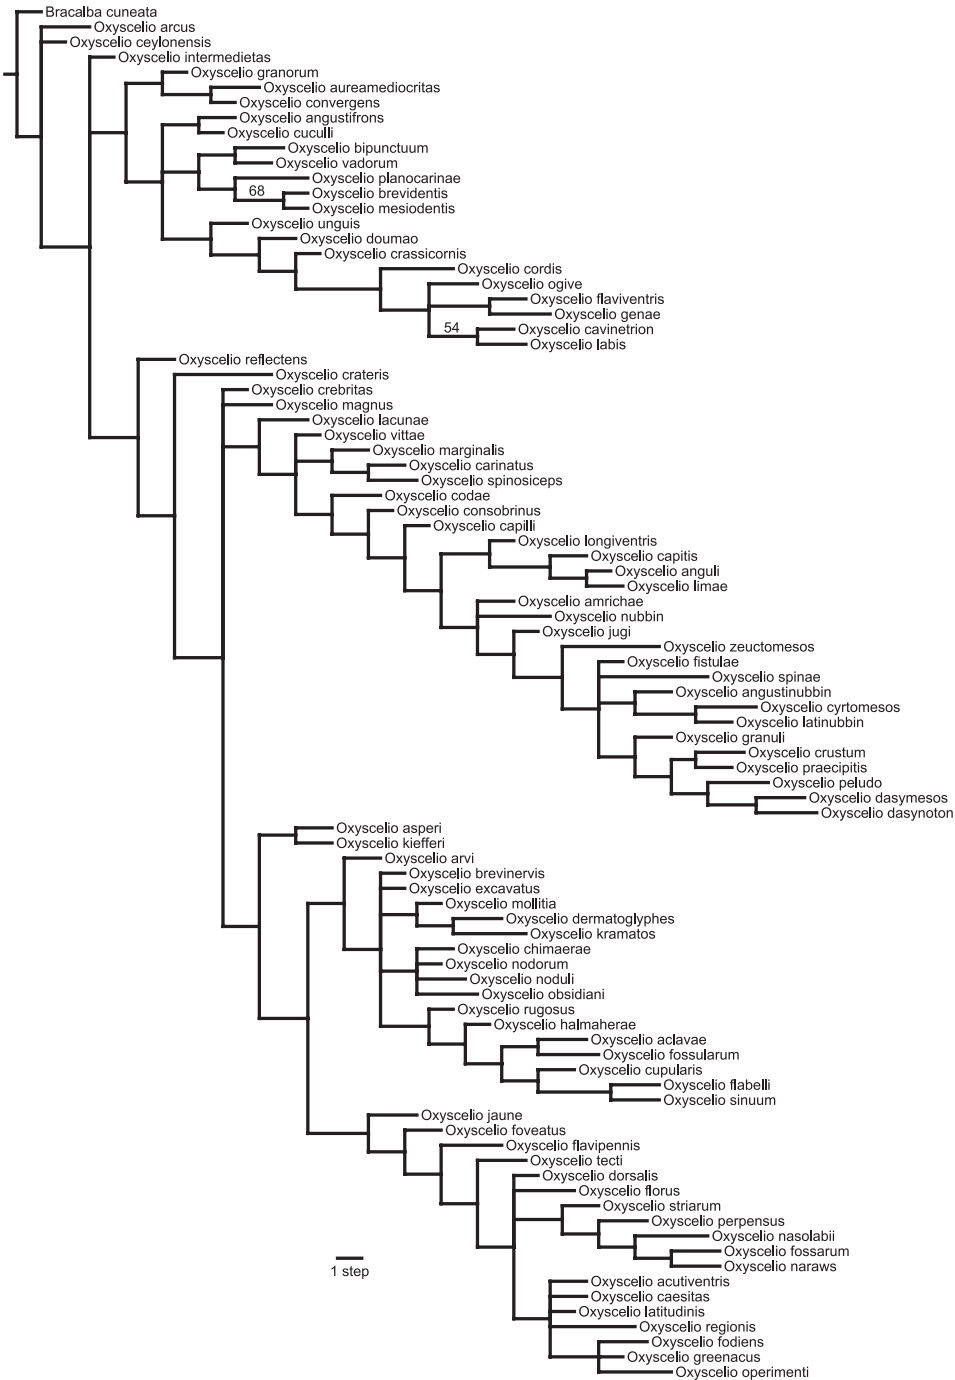 Bracalba cuneata
Oxyscelio arcus
Oxyscelio ceylonensis
Oxyscelio intermedietas
Oxyscelio granorum
Oxyscelio aureamediocritas
Oxyscelio convergens
Oxyscelio angustifrons
Oxyscelio cuculli
Oxyscelio bipunctuum
Oxyscelio vadorum
Oxyscelio planocarinae
68
Oxyscelio brevidentis
Oxyscelio mesiodentis
Oxyscelio unguis
Oxyscelio doumao
Oxyscelio crassicornis
Oxyscelio cordis
Oxyscelio ogive
Oxyscelio flaviventris
Oxyscelio genae
54
Oxyscelio cavinetrion
Oxyscelio labis
Oxyscelio reflectens
Oxyscelio crateris
Oxyscelio crebritas
Oxyscelio magnus
Oxyscelio lacunae
Oxyscelio vittae
Oxyscelio marginalis
Oxyscelio carinatus
Oxyscelio spinosiceps
Oxyscelio codae
Oxyscelio consobrinus
Oxyscelio capilli
Oxyscelio longiventris
Oxyscelio capitis
Oxyscelio anguli
Oxyscelio limae
Oxyscelio amrichae
Oxyscelio nubbin
Oxyscelio jugi
Oxyscelio zeuctomesos
Oxyscelio fistulae
Oxyscelio spinae
Oxyscelio angustinubbin
Oxyscelio cyrtomesos
Oxyscelio latinubbin
Oxyscelio granuli
Oxyscelio crustum
Oxyscelio praecipitis
Oxyscelio peludo
Oxyscelio dasymesos
Oxyscelio dasynoton
Oxyscelio asperi
Oxyscelio kiefferi
Oxyscelio arvi
Oxyscelio brevinervis
Oxyscelio excavatus
Oxyscelio mollitia
Oxyscelio dermatoglyphes
Oxyscelio kramatos
Oxyscelio chimaerae
Oxyscelio nodorum
Oxyscelio noduli
Oxyscelio obsidiani
Oxyscelio rugosus
Oxyscelio halmaherae
Oxyscelio aclavae
Oxyscelio fossularum
Oxyscelio cupularis
Oxyscelio flabelli
Oxyscelio sinuum
Oxyscelio jaune
Oxyscelio foveatus
Oxyscelio flavipennis
Oxyscelio tecti
Oxyscelio dorsalis
Oxyscelio florus
Oxyscelio striarum
Oxyscelio perpensus
Oxyscelio nasolabii
Oxyscelio fossarum
Oxyscelio naraws
1 step
Oxyscelio acutiventris
Oxyscelio caesitas
Oxyscelio latitudinis
Oxyscelio regionis
Oxyscelio fodiens
Oxyscelio greenacus
Oxyscelio operimenti